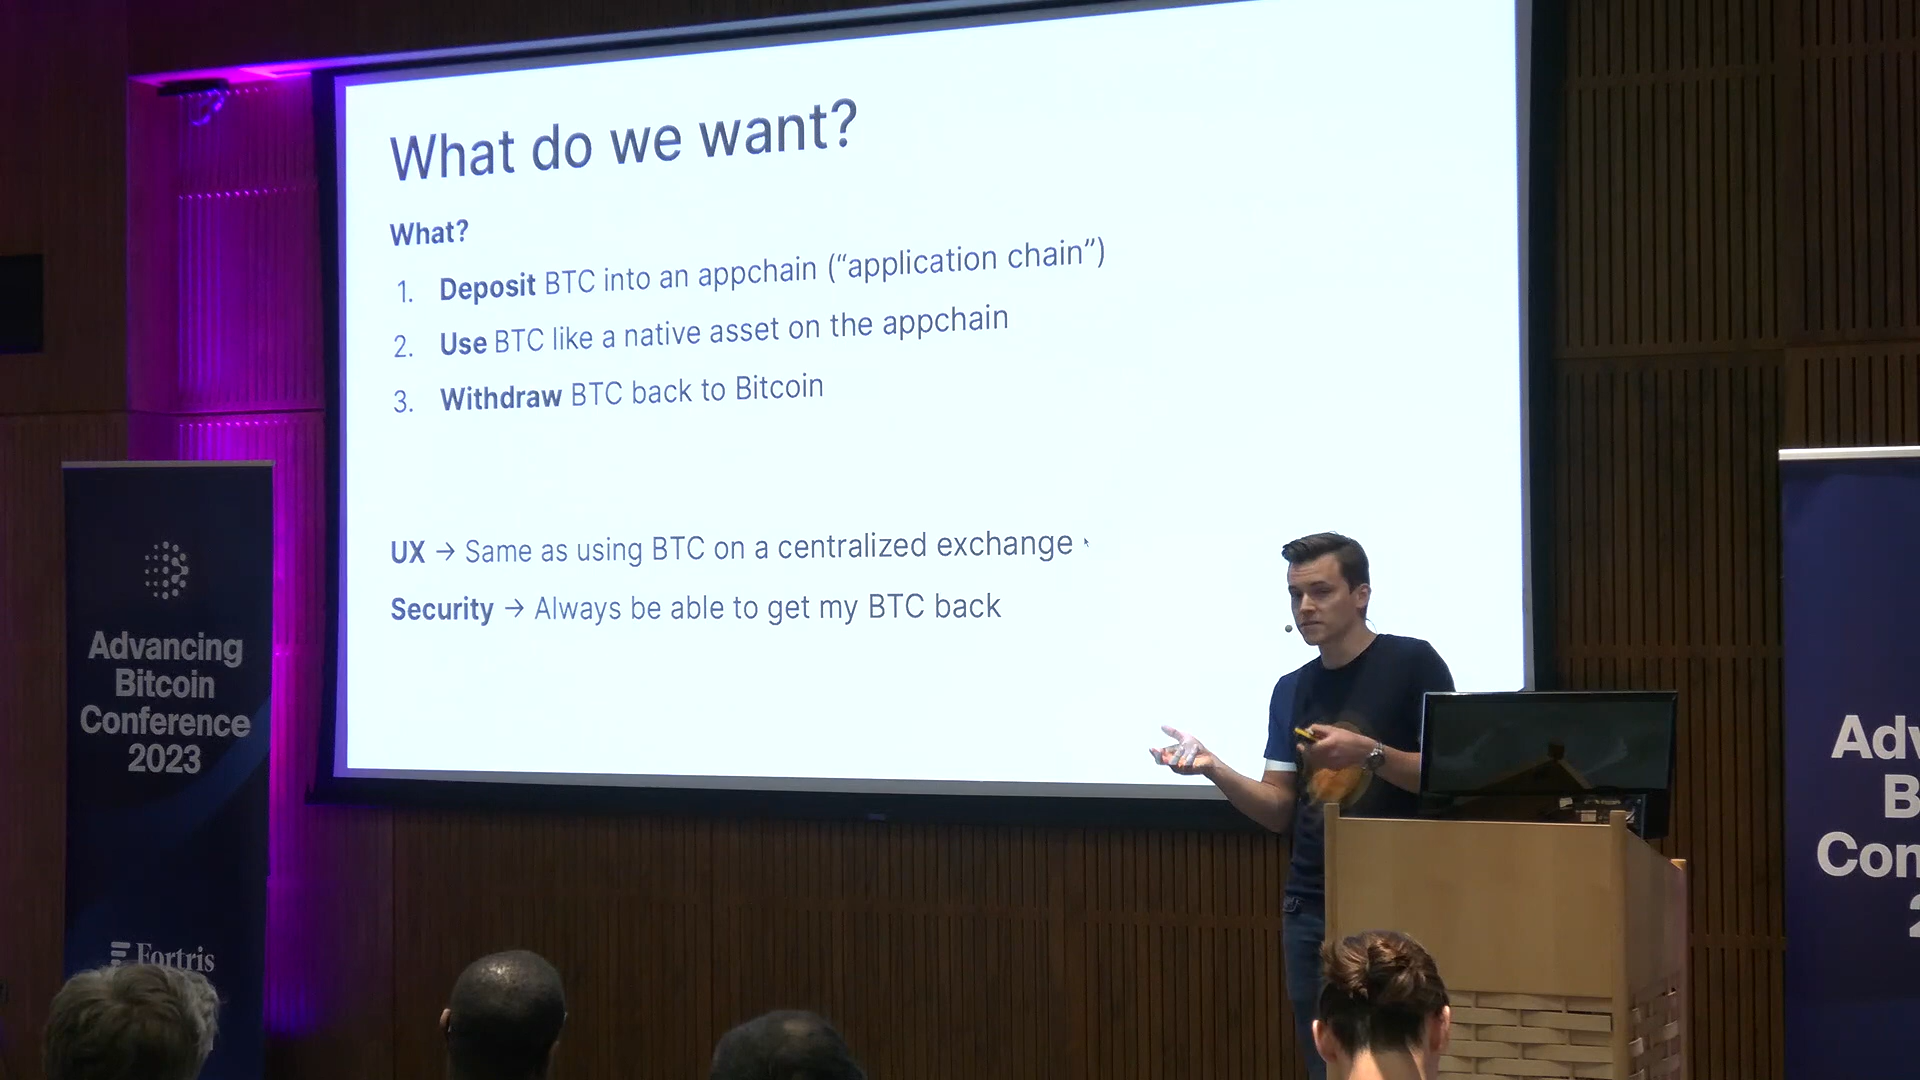 What do we want?
What?
1. Deposit BTC into an appchain (“application chain”)
2. Use BTC like a native asset on the appchain
3. Withdraw BTC back to Bitcoin
UX → Same as using BTC on a centralized exchange
Security → Always be able to get my BTC back
Advancing
Bitcoin
Conference
2023
Fortris
Adv
B
Con
2